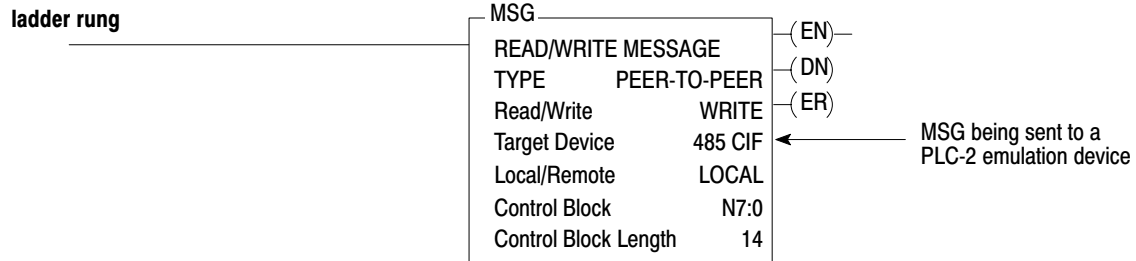 ladder rung
MSG
READ/WRITE MESSAGE
TYPE PEER-TO-PEER
Read/Write WRITE
Target Device 485 CIF
Local/Remote LOCAL
Control Block N7:0
Control Block Length 14
(EN)
(DN)
(ER)
MSG being sent to a
PLC-2 emulation device